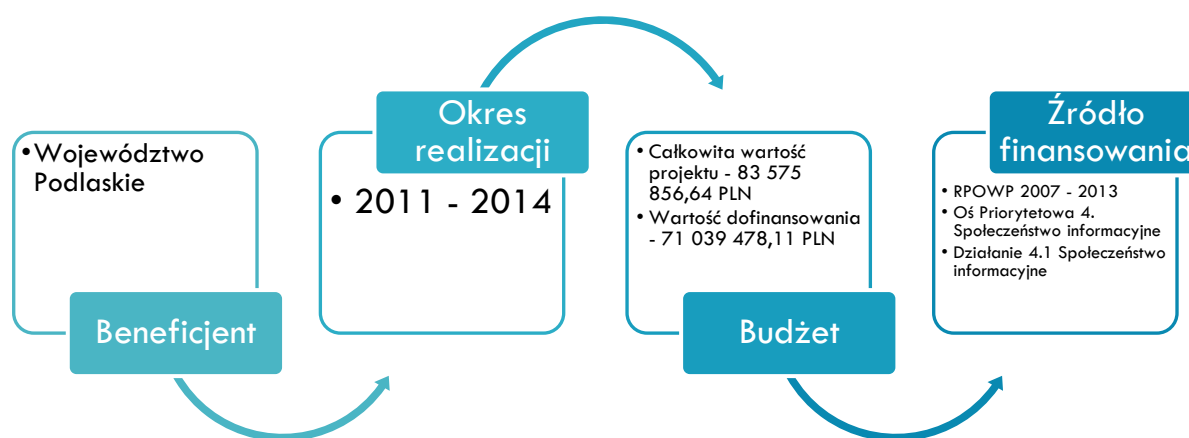 • Województwo
Podlaskie
Beneficjent
Okres
realizacji
• 2011 - 2014
• Całkowita wartość
projektu - 83 575
856,64 PLN
• Wartość dofinansowania
- 71 039 478,11 PLN
Budżet
Źródło
finansowania
• RPOWP 2007 - 2013
• Oś Priorytetowa 4.
Społeczeństwo informacyjne
• Działanie 4.1 Społeczeństwo
informacyjne